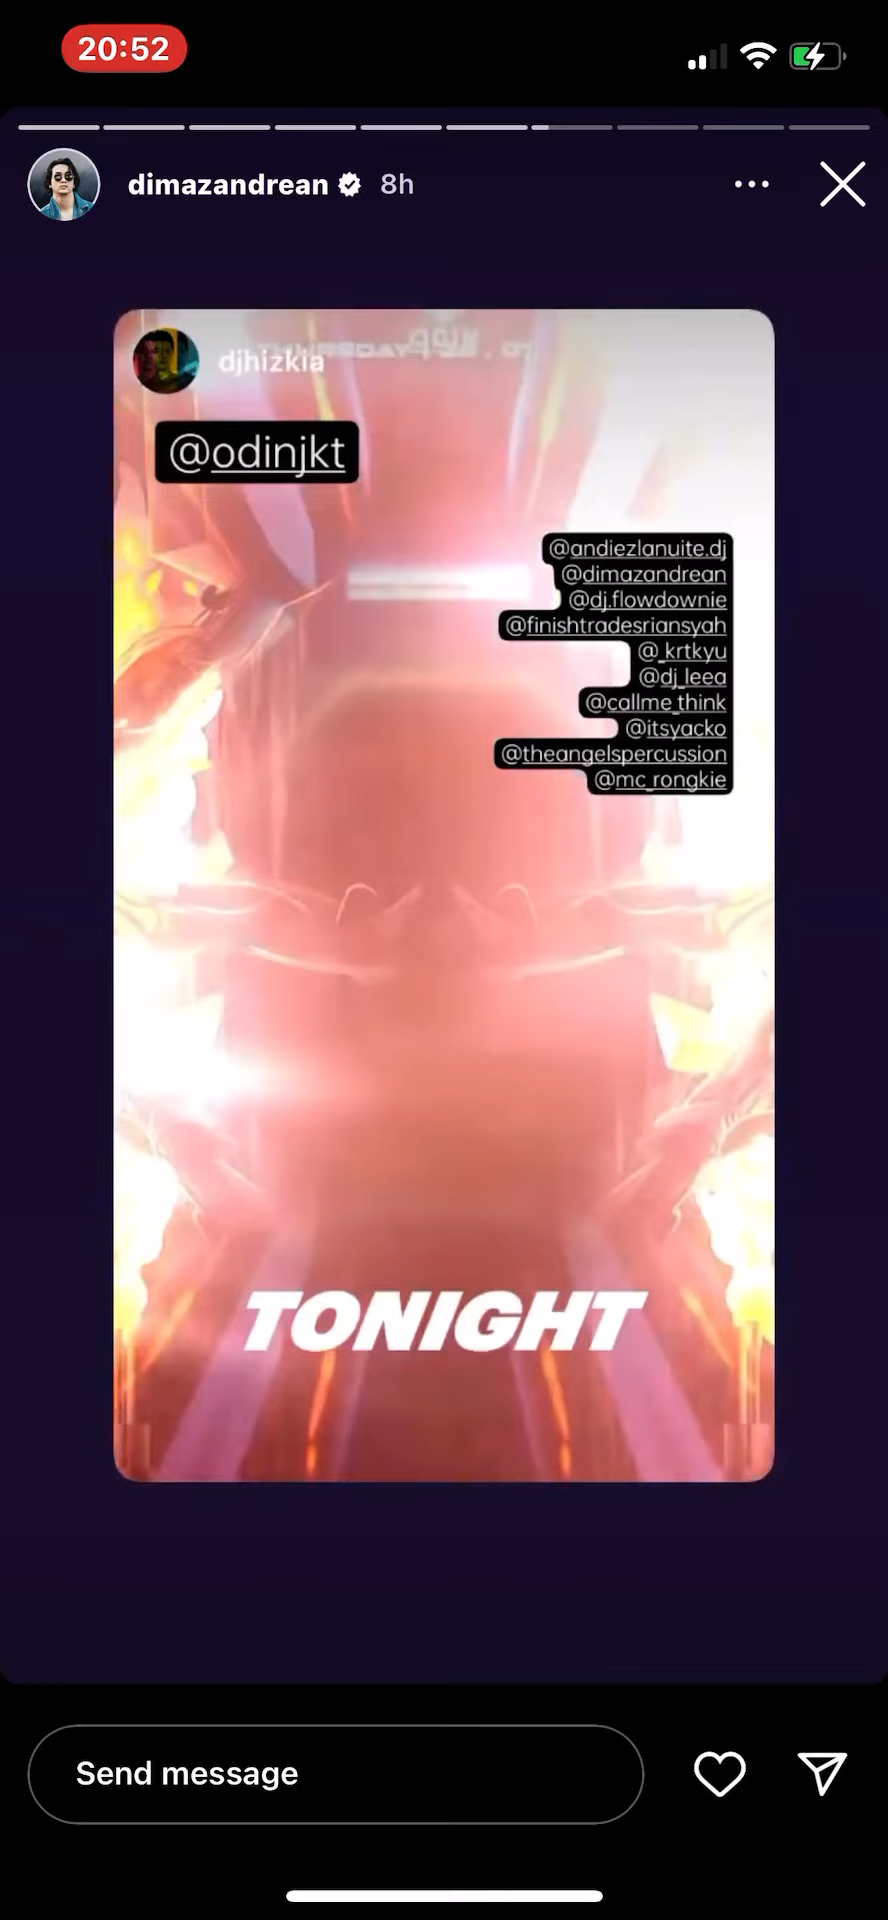 20:52
dimazandrean 8h
djhizkia
@odinjkt
@andiezlanuite.dj
@dimazandrean
@dj.flowdownie
@finishtradesriansyah
@_krtkyu
@dj_leea
@callme_think
@itsyacko
@theangelspercussion
@mc_rongkie
TONIGHT
Send message